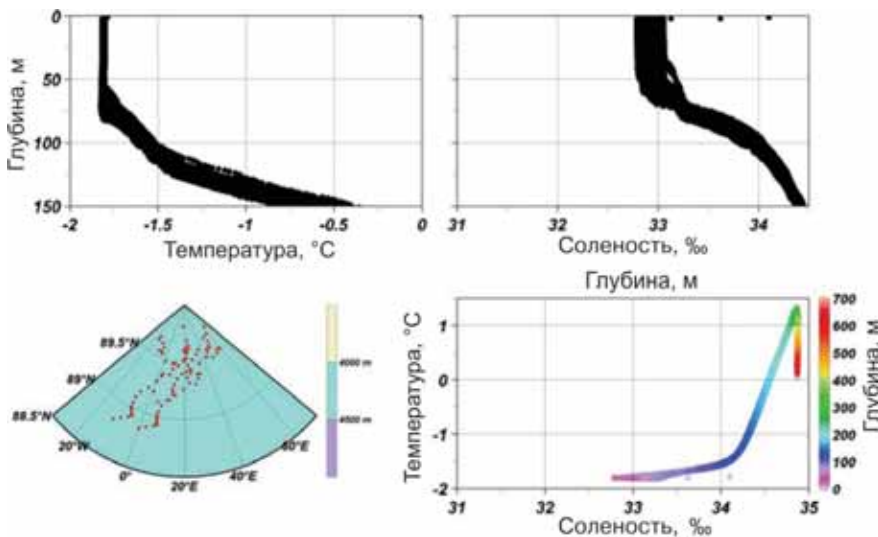 0
50
100
150
Глубина, м
-2 -1.5 -1 -0.5 0
Температура, °С
31 32 33 34
Соленость, ‰
89.5°N
89°N
88.5°N
20°W
0°
20°E
40°E
60°E
4000 m
4500 m
Глубина, м
Температура, °С
1
0
-1
-2
31 32 33 34 35
Соленость, ‰
700
600
500
400
300
200
100
0
Глубина, м